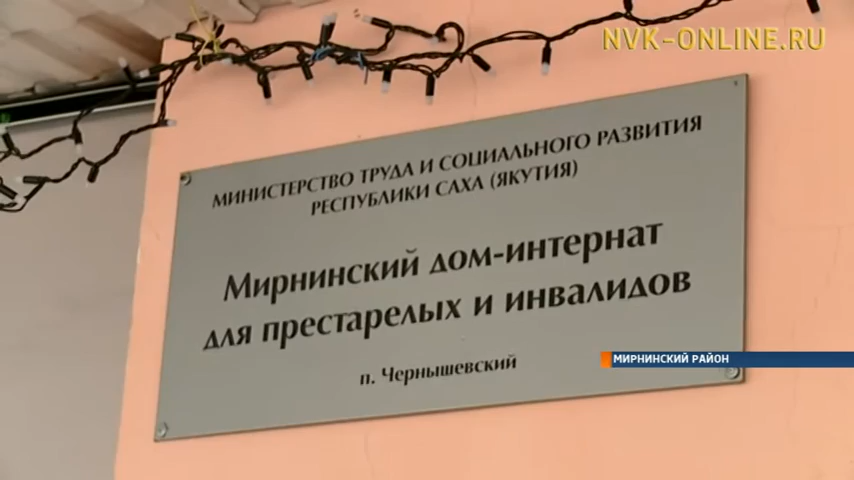 NVK-ONLINE.RU
МИНИСТЕРСТВО ТРУДА И СОЦИАЛЬНОГО РАЗВИТИЯ
РЕСПУБЛИКИ САХА (ЯКУТИЯ)
Мирнинский дом-интернат
для престарелых и инвалидов
п. Чернышевский
МИРНИНСКИЙ РАЙОН